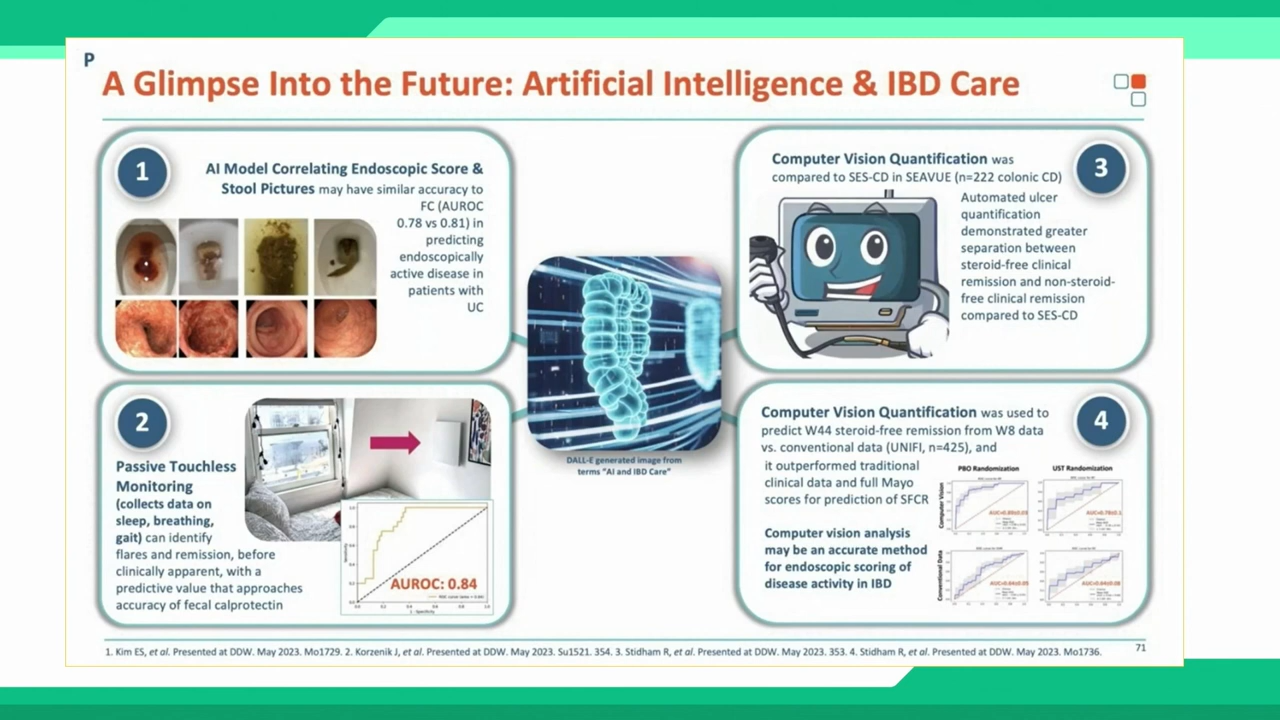 P
A Glimpse Into the Future: Artificial Intelligence & IBD Care
1
AI Model Correlating Endoscopic Score &
Stool Pictures may have similar accuracy to
FC (AUROC
0.78 vs 0.81) in
predicting
endoscopically
active disease in
patients with
UC
2
Passive Touchless
Monitoring
(collects data on
sleep, breathing,
gait) can identify
flares and remission, before
clinically apparent, with a
predictive value that approaches
accuracy of fecal calprotectin
AUROC: 0.84
DALL-E generated image from
terms "AI and IBD Care"
3
Computer Vision Quantification was
compared to SES-CD in SEAVUE (n=222 colonic CD)
Automated ulcer
quantification
demonstrated greater
separation between
steroid-free clinical
remission and non-steroid-
free clinical remission
compared to SES-CD
4
Computer Vision Quantification was used to
predict W44 steroid-free remission from W8 data
vs. conventional data (UNIFI, n=425), and
it outperformed traditional
clinical data and full Mayo
scores for prediction of SFCR
Computer vision analysis
may be an accurate method
for endoscopic scoring of
disease activity in IBD
PBO Randomization
UST Randomization
Computer Vision
Conventional Data
1. Kim ES, et al. Presented at DDW. May 2023. Mo1729. 2. Korzenik J, et al. Presented at DDW. May 2023. Su1521. 354. 3. Stidham R, et al. Presented at DDW. May 2023. 353. 4. Stidham R, et al. Presented at DDW. May 2023. Mo1736.
71